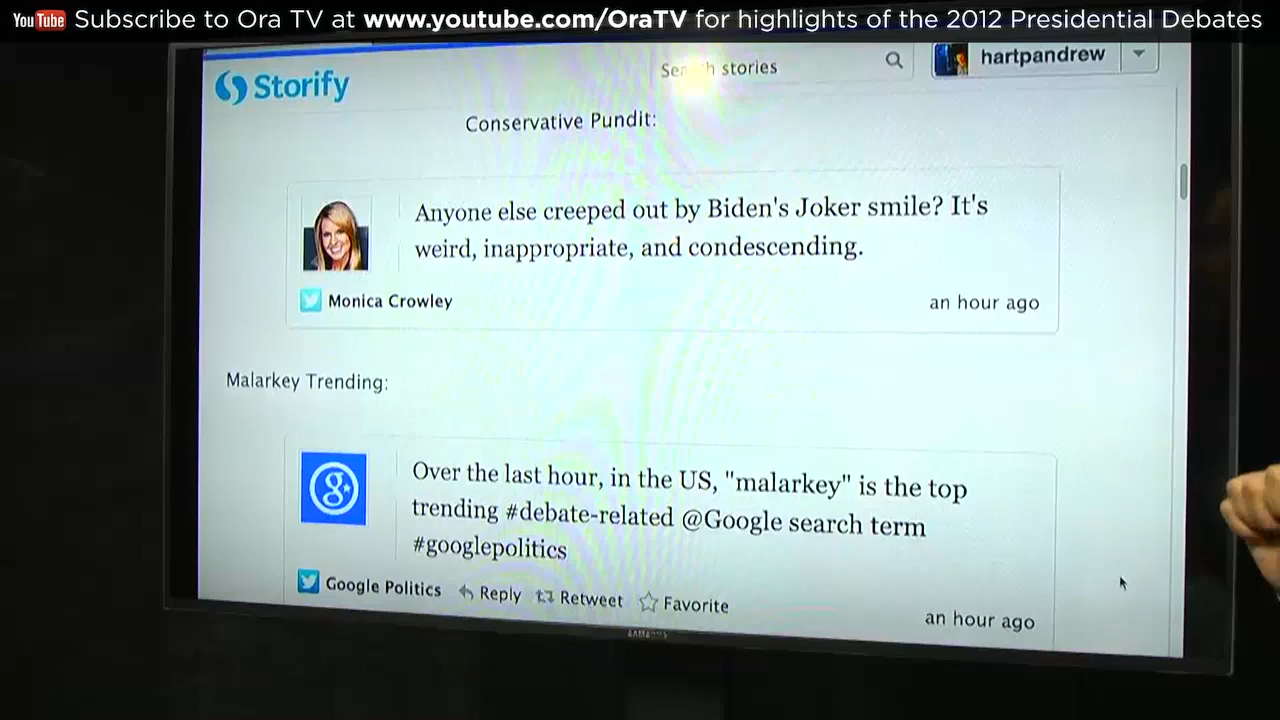 YouTube Subscribe to Ora TV at www.youtube.com/OraTV for highlights of the 2012 Presidential Debates
Storify
Search stories
hartpandrew
Conservative Pundit:
Anyone else creeped out by Biden's Joker smile? It's
weird, inappropriate, and condescending.
Monica Crowley
an hour ago
Malarkey Trending:
Over the last hour, in the US, "malarkey" is the top
trending #debate-related @Google search term
#googlepolitics
Google Politics Reply Retweet Favorite
an hour ago
SAMSUNG